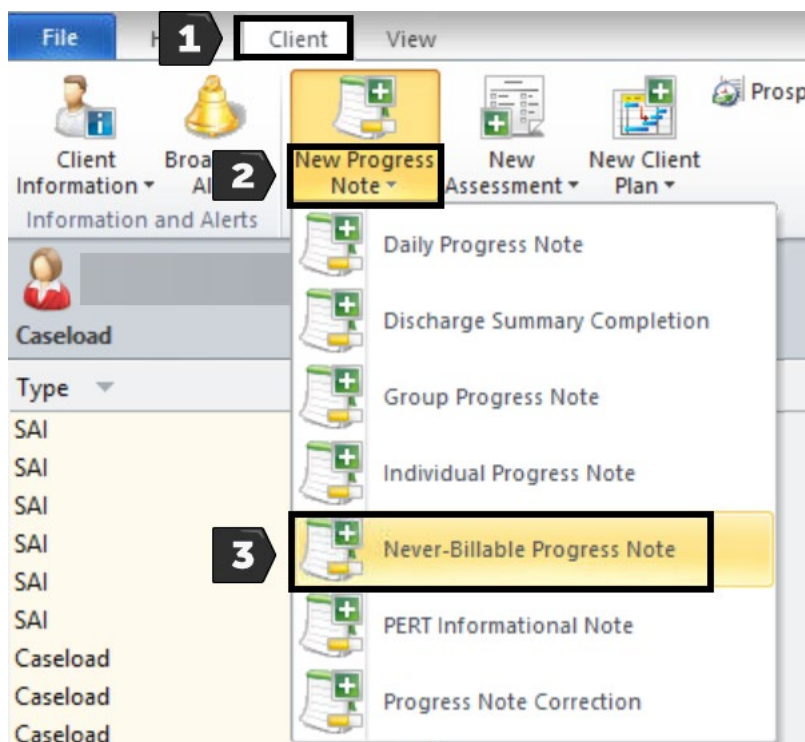 File
1
Client
View
Client
Information
Broa
Al
2
New Progress
Note
New
Assessment
New Client
Plan
Prosp
Information and Alerts
Caseload
Type
SAI
SAI
SAI
SAI
SAI
SAI
Caseload
Caseload
Caseload
Daily Progress Note
Discharge Summary Completion
Group Progress Note
Individual Progress Note
3
Never-Billable Progress Note
PERT Informational Note
Progress Note Correction